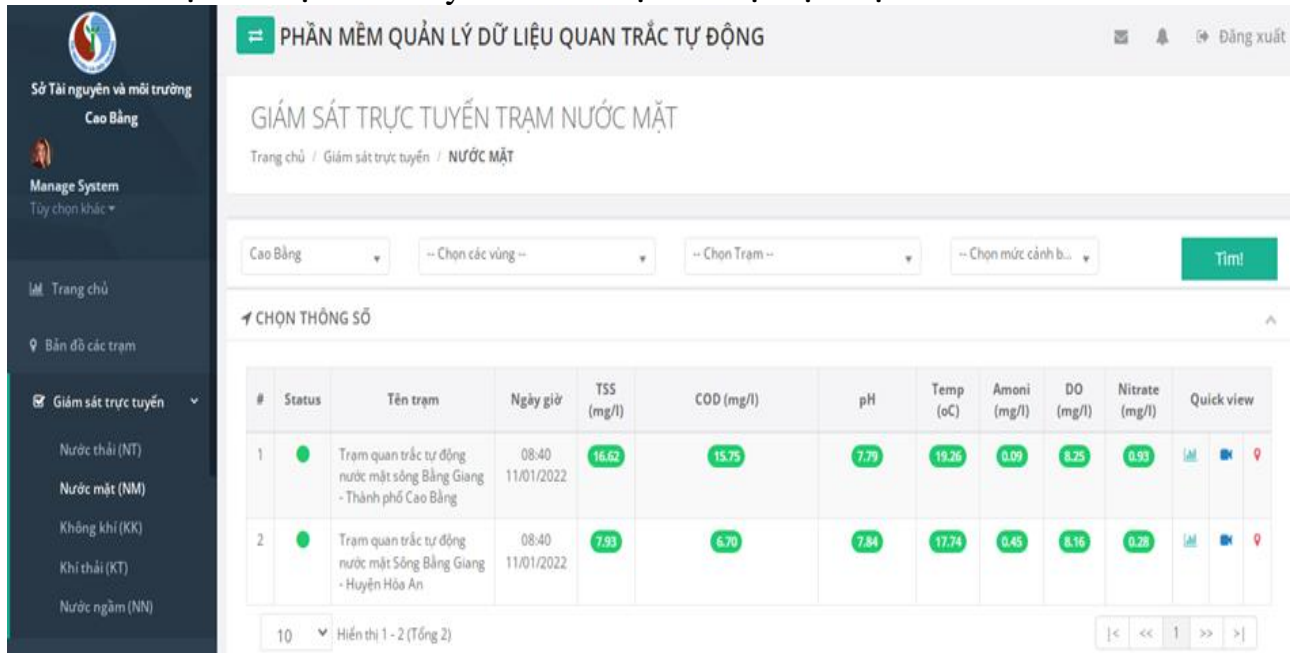 PHẦN MỀM QUẢN LÝ DỮ LIỆU QUAN TRẮC TỰ ĐỘNG
Đăng xuất
Sở Tài nguyên và môi trường
Cao Bằng
Manage System
Tùy chọn khác
Trang chủ
Bản đồ các trạm
Giám sát trực tuyến
Nước thải (NT)
Nước mặt (NM)
Không khí (KK)
Khí thải (KT)
Nước ngầm (NN)
GIÁM SÁT TRỰC TUYẾN TRẠM NƯỚC MẶT
Trang chủ / Giám sát trực tuyến / NƯỚC MẶT
Cao Bằng -- Chọn các vùng -- -- Chọn Trạm -- -- Chọn mức cảnh b... Tìm!
CHỌN THÔNG SỐ
# Status Tên trạm Ngày giờ TSS (mg/l) COD (mg/l) pH Temp (oC) Amoni (mg/l) DO (mg/l) Nitrate (mg/l) Quick view
1 Trạm quan trắc tự động 08:40 16.62 15.75 7.79 19.26 0.09 8.25 0.93
nước mặt sông Bằng Giang 11/01/2022
- Thành phố Cao Bằng
2 Trạm quan trắc tự động 08:40 7.93 6.70 7.84 17.74 0.45 8.16 0.28
nước mặt Sông Bằng Giang 11/01/2022
- Huyện Hòa An
10 Hiển thị 1 - 2 (Tổng 2) |< << 1 >> >|